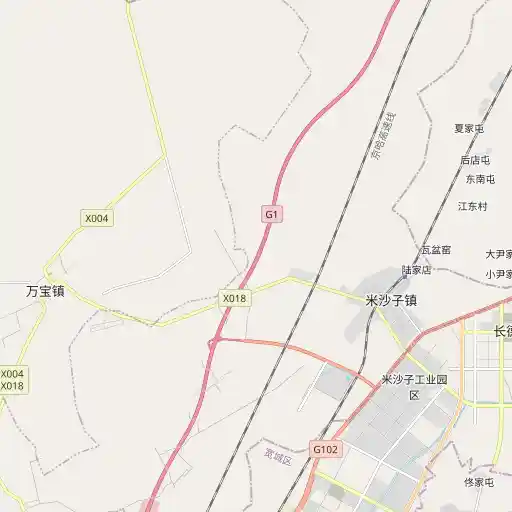 京哈高速线
夏家屯
后店屯
东南屯
江东村
X004
G1
瓦盆窑
大尹家
陆家店
小尹家
万宝镇
X018
米沙子镇
长德
X004
X018
米沙子工业园
区
G102
宽城区
佟家屯